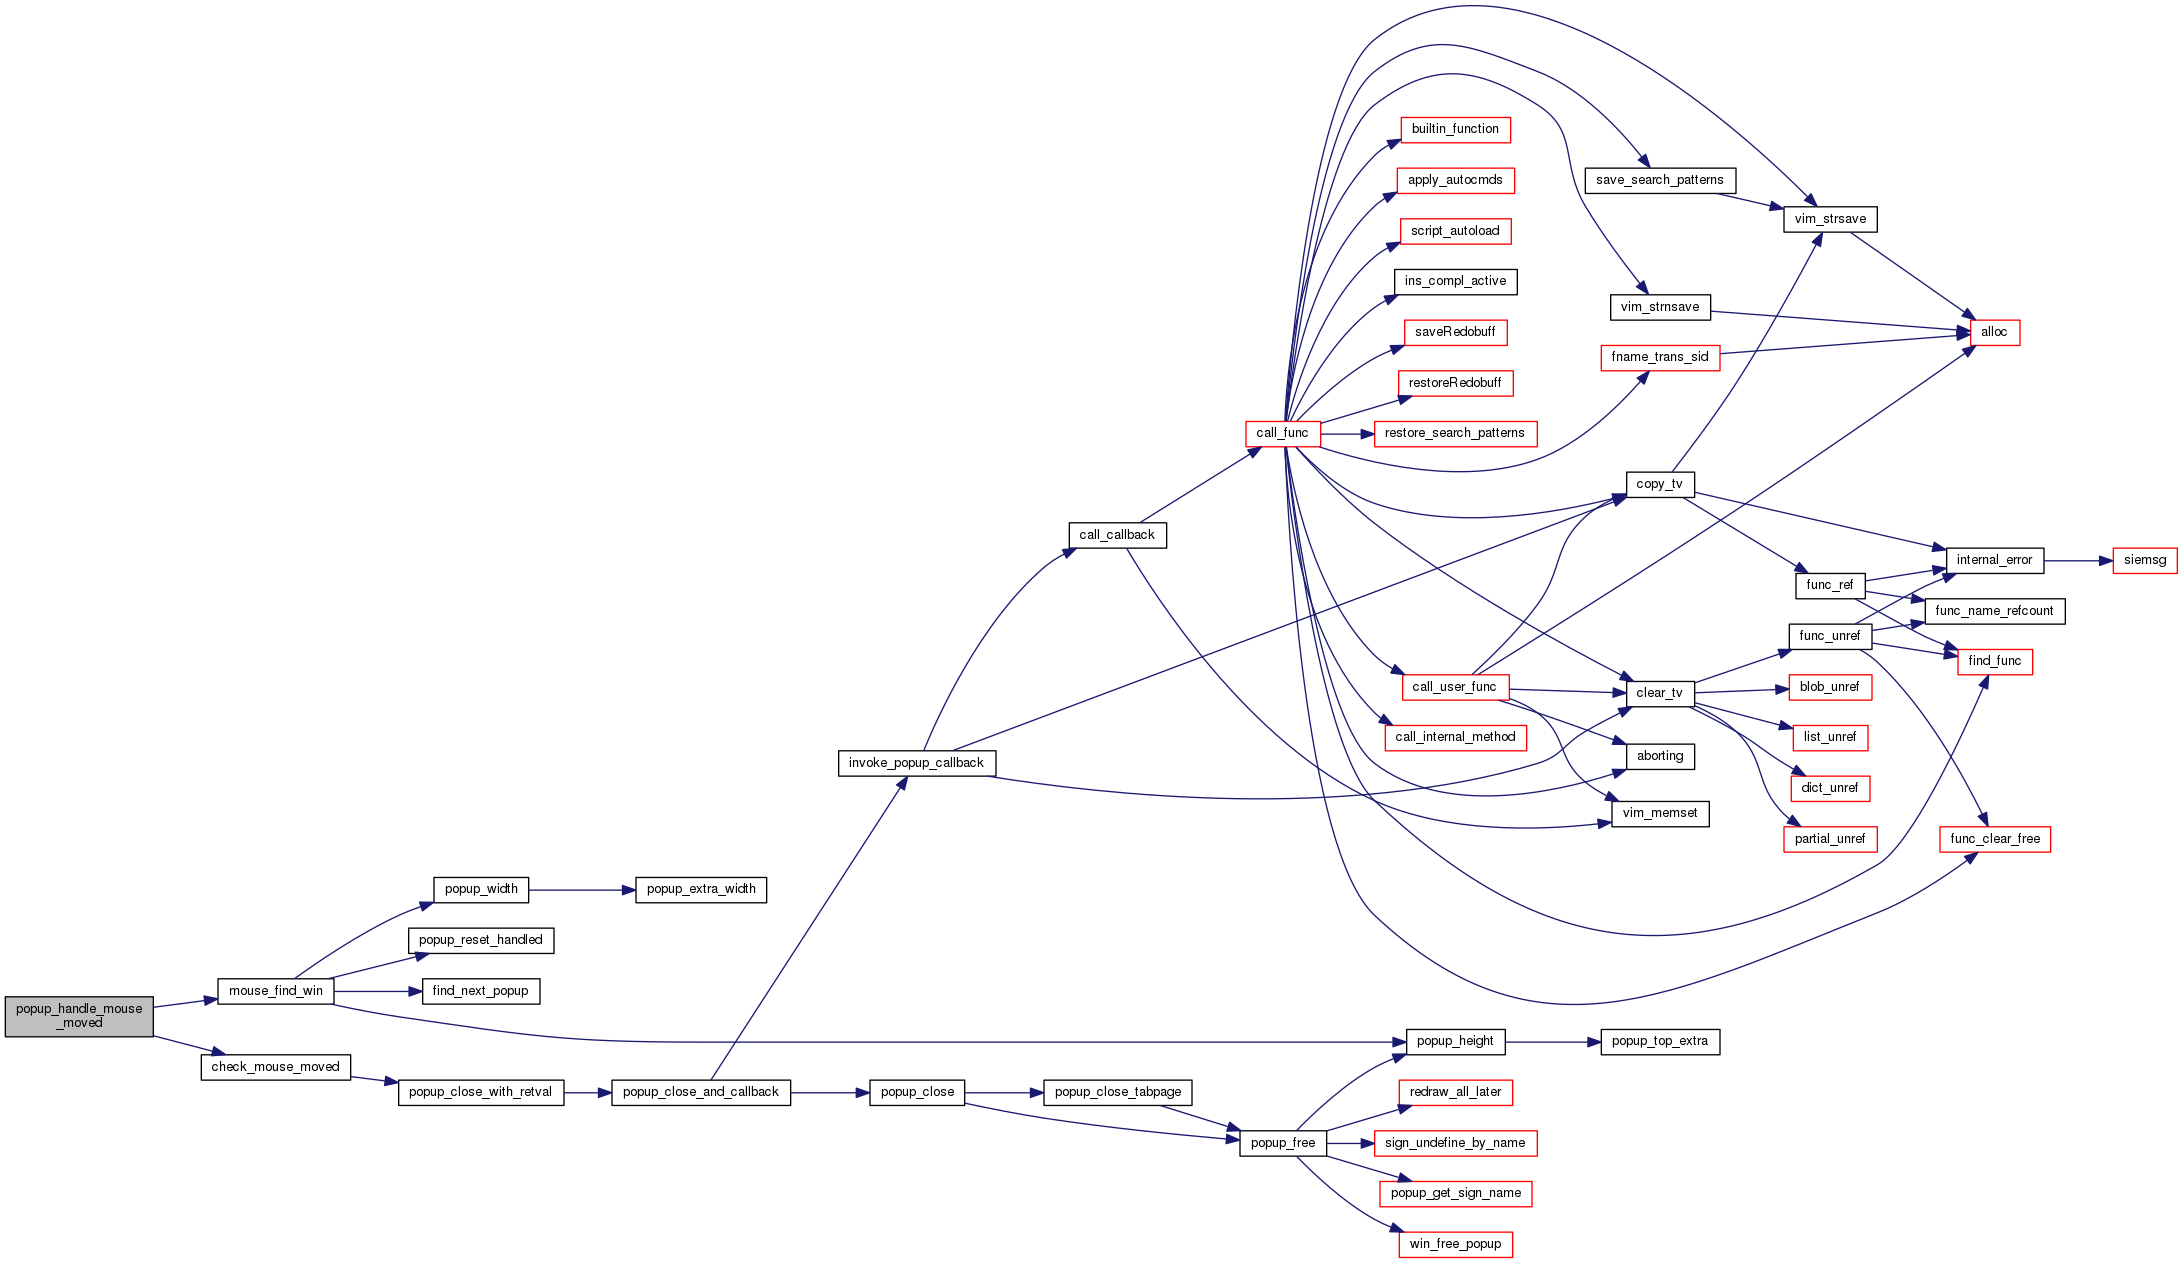 builtin_function
apply_autocmds
save_search_patterns
vim_strsave
script_autoload
ins_compl_active
vim_strnsave
saveRedobuff
alloc
fname_trans_sid
restoreRedobuff
call_func
restore_search_patterns
copy_tv
call_callback
internal_error
siemsg
func_ref
func_name_refcount
func_unref
find_func
call_user_func
clear_tv
blob_unref
call_internal_method
list_unref
invoke_popup_callback
aborting
dict_unref
vim_memset
partial_unref
func_clear_free
popup_width
popup_extra_width
popup_reset_handled
mouse_find_win
find_next_popup
popup_handle_mouse
_moved
popup_height
popup_top_extra
check_mouse_moved
popup_close_with_retval
popup_close_and_callback
popup_close
popup_close_tabpage
redraw_all_later
popup_free
sign_undefine_by_name
popup_get_sign_name
win_free_popup